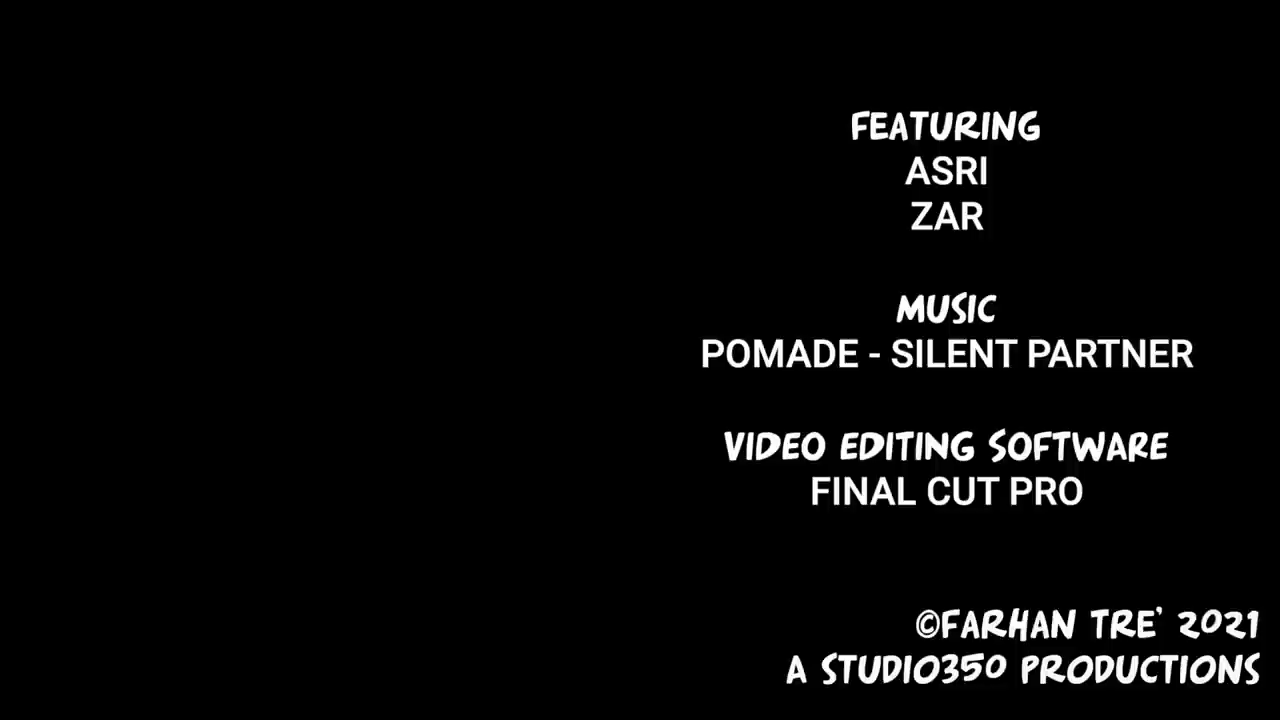 FEATURING
ASRI
ZAR
MUSIC
POMADE - SILENT PARTNER
VIDEO EDITING SOFTWARE
FINAL CUT PRO
©FARHAN TRE' 2021
A STUDIO350 PRODUCTIONS